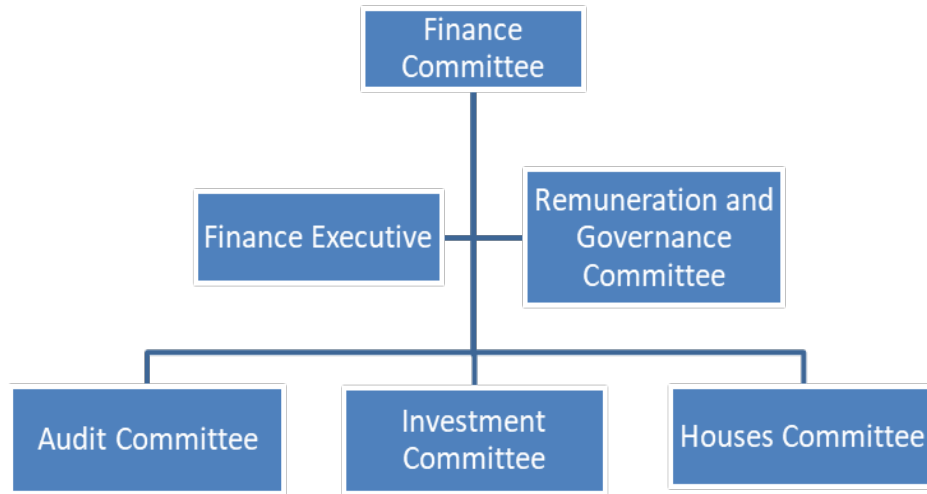 Finance
Committee
Finance Executive
Remuneration and
Governance
Committee
Audit Committee
Investment
Committee
Houses Committee